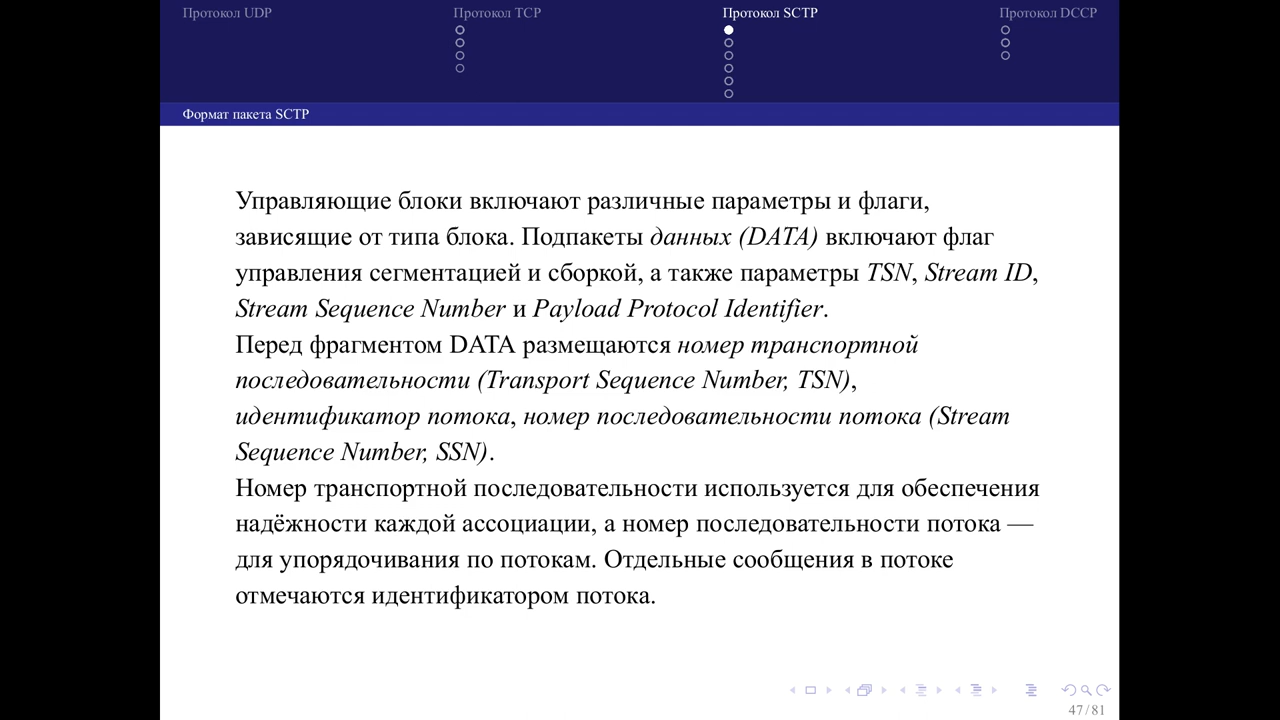 Протокол UDP Протокол TCP Протокол SCTP Протокол DCCP
Формат пакета SCTP
Управляющие блоки включают различные параметры и флаги,
зависящие от типа блока. Подпакеты данных (DATA) включают флаг
управления сегментацией и сборкой, а также параметры TSN, Stream ID,
Stream Sequence Number и Payload Protocol Identifier.
Перед фрагментом DATA размещаются номер транспортной
последовательности (Transport Sequence Number, TSN),
идентификатор потока, номер последовательности потока (Stream
Sequence Number, SSN).
Номер транспортной последовательности используется для обеспечения
надёжности каждой ассоциации, а номер последовательности потока —
для упорядочивания по потокам. Отдельные сообщения в потоке
отмечаются идентификатором потока.
47 / 81